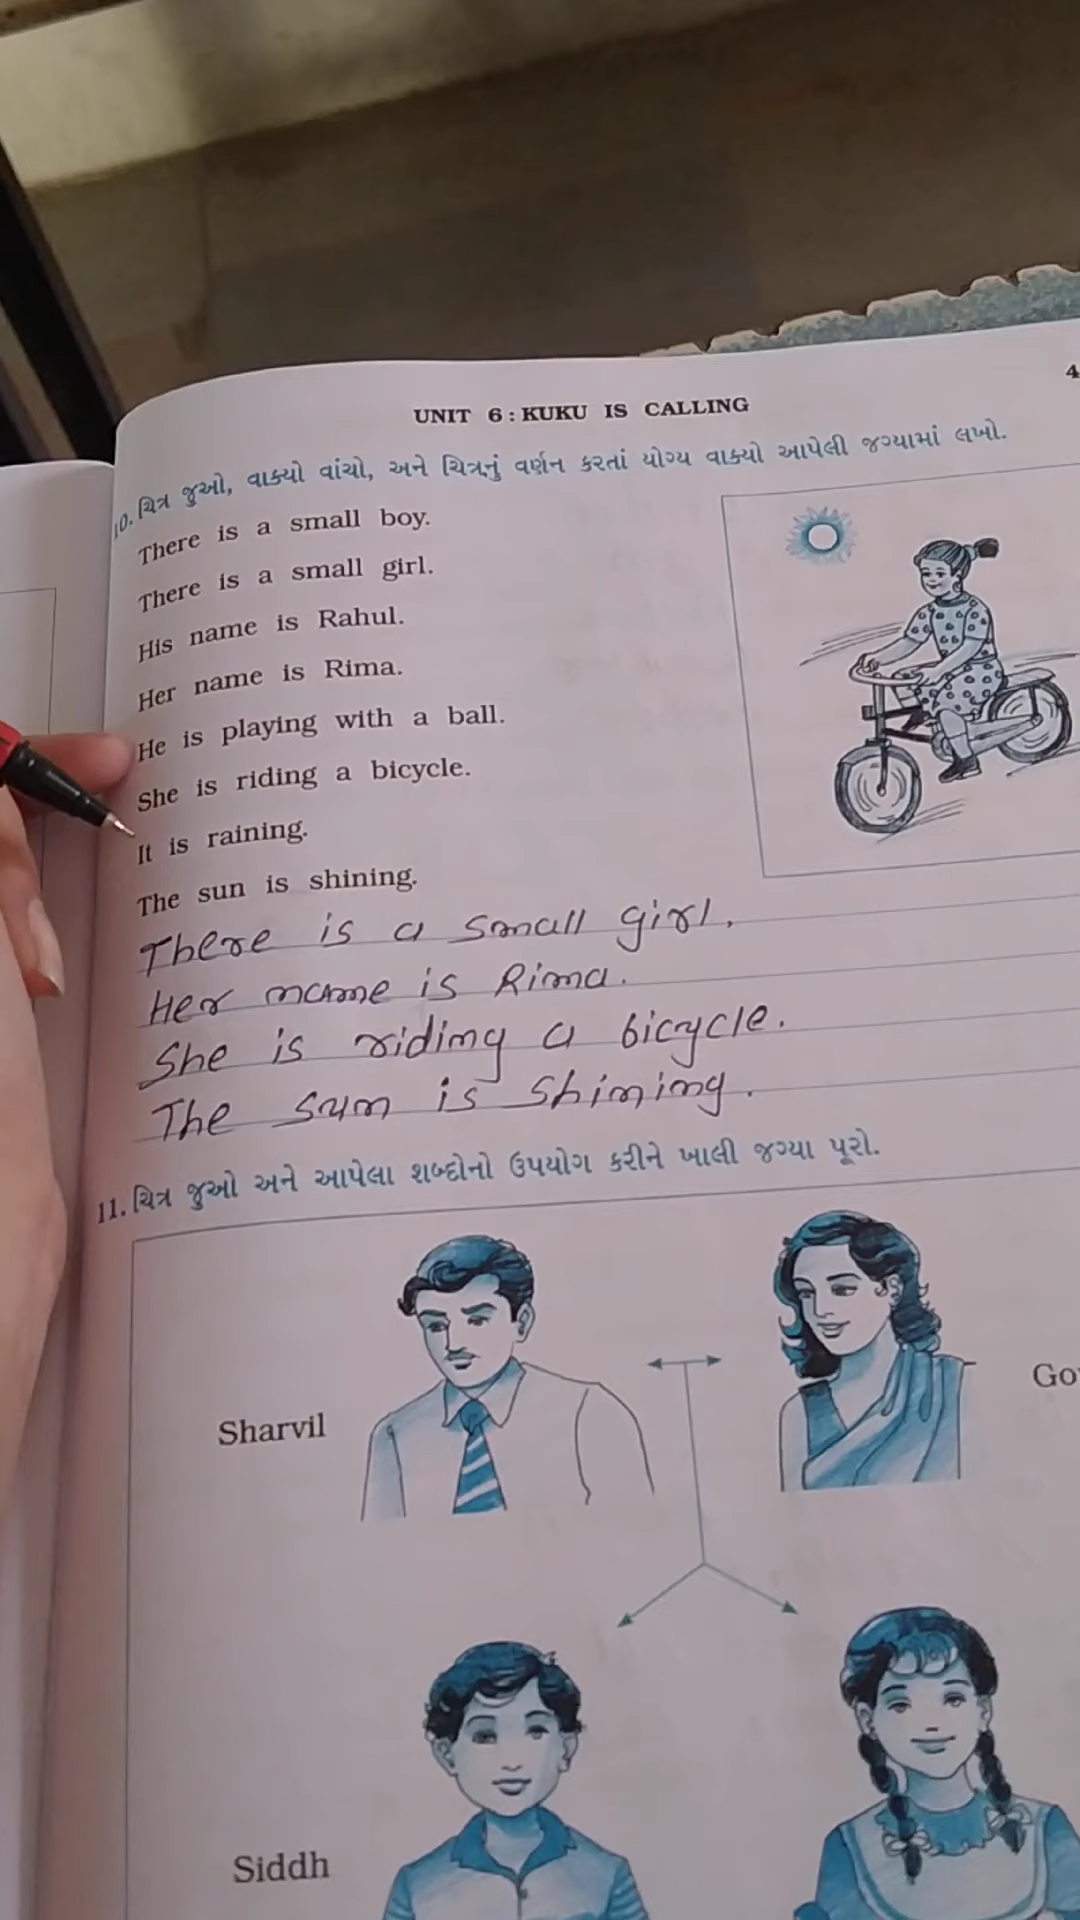 UNIT 6 : KUKU IS CALLING
4
10. ચિત્ર જુઓ, વાક્યો વાંચો, અને ચિત્રનું વર્ણન કરતાં યોગ્ય વાક્યો આપેલી જગ્યામાં લખો.
There is a small boy.
There is a small girl.
His name is Rahul.
Her name is Rima.
He is playing with a ball.
She is riding a bicycle.
It is raining.
The sun is shining.
There is a small girl.
Her name is Rima.
She is riding a bicycle.
The sun is shining.
11. ચિત્ર જુઓ અને આપેલા શબ્દોનો ઉપયોગ કરીને ખાલી જગ્યા પૂરો.
Sharvil
Siddh